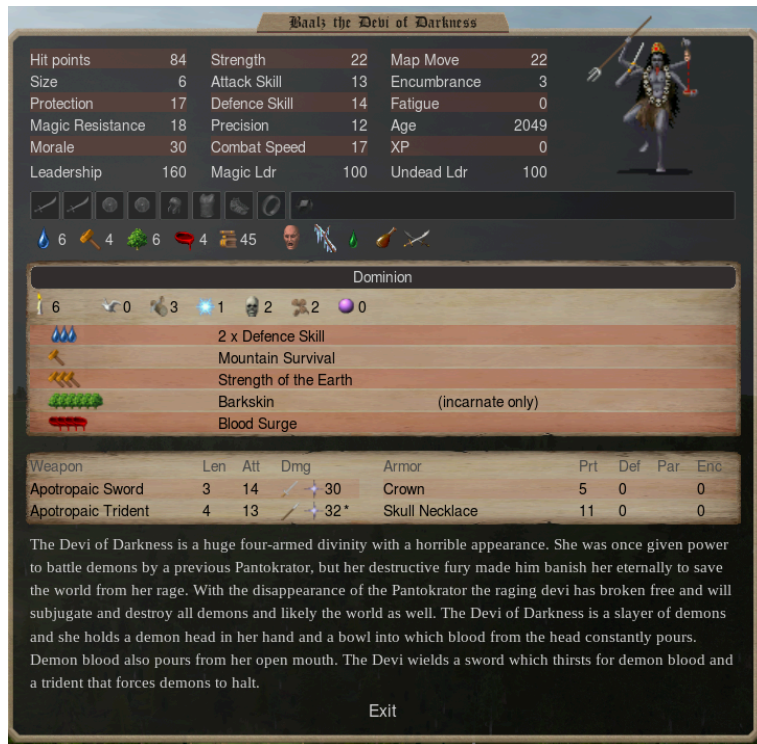 Baalz the Devi of Darkness
Hit points 84 Strength 22 Map Move 22
Size 6 Attack Skill 13 Encumbrance 3
Protection 17 Defence Skill 14 Fatigue 0
Magic Resistance 18 Precision 12 Age 2049
Morale 30 Combat Speed 17 XP 0
Leadership 160 Magic Ldr 100 Undead Ldr 100
6 4 6 4 45
Dominion
6 0 3 1 2 2 0
2 x Defence Skill
Mountain Survival
Strength of the Earth
Barkskin (incarnate only)
Blood Surge
Weapon Len Att Dmg Armor Prt Def Par Enc
Apotropaic Sword 3 14 30 Crown 5 0 0
Apotropaic Trident 4 13 32* Skull Necklace 11 0 0
The Devi of Darkness is a huge four-armed divinity with a horrible appearance. She was once given power
to battle demons by a previous Pantokrator, but her destructive fury made him banish her eternally to save
the world from her rage. With the disappearance of the Pantokrator the raging devi has broken free and will
subjugate and destroy all demons and likely the world as well. The Devi of Darkness is a slayer of demons
and she holds a demon head in her hand and a bowl into which blood from the head constantly pours.
Demon blood also pours from her open mouth. The Devi wields a sword which thirsts for demon blood and
a trident that forces demons to halt.
Exit